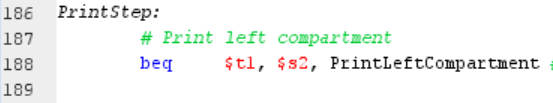 186 PrintStep:
187 # Print left compartment
188 beq $t1, $s2, PrintLeftCompartment #
189